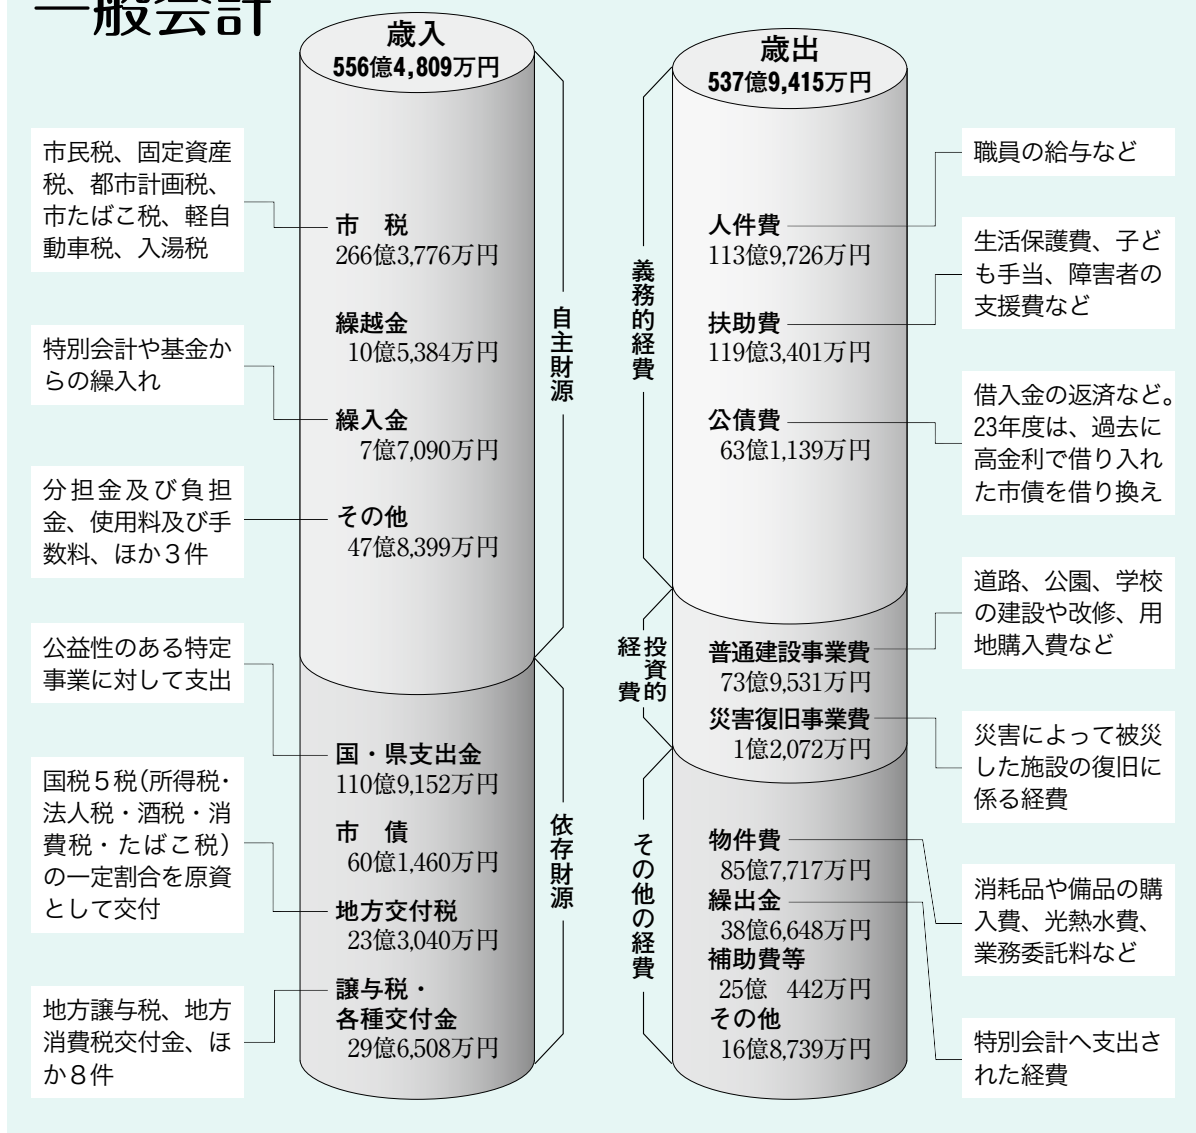 一般会計
歳入
556億4,809万円
市民税、固定資産
税、都市計画税、
市たばこ税、軽自
動車税、入湯税
市　税
266億3,776万円
繰越金
10億5,384万円
特別会計や基金か
らの繰入れ
繰入金
7億7,090万円
分担金及び負担
金、使用料及び手
数料、ほか３件
その他
47億8,399万円
自主財源
公益性のある特定
事業に対して支出
国・県支出金
110億9,152万円
市　債
60億1,460万円
国税５税(所得税・
法人税・酒税・消
費税・たばこ税)
の一定割合を原資
として交付
地方交付税
23億3,040万円
地方譲与税、地方
消費税交付金、ほ
か８件
譲与税・
各種交付金
29億6,508万円
依存財源
歳出
537億9,415万円
義務的経費
人件費
113億9,726万円
職員の給与など
扶助費
119億3,401万円
生活保護費、子ど
も手当、障害者の
支援費など
公債費
63億1,139万円
借入金の返済など。
23年度は、過去に
高金利で借り入れ
た市債を借り換え
投資的
経　費
普通建設事業費
73億9,531万円
道路、公園、学校
の建設や改修、用
地購入費など
災害復旧事業費
1億2,072万円
災害によって被災
した施設の復旧に
係る経費
その他の経費
物件費
85億7,717万円
消耗品や備品の購
入費、光熱水費、
業務委託料など
繰出金
38億6,648万円
特別会計へ支出さ
れた経費
補助費等
25億　442万円
その他
16億8,739万円